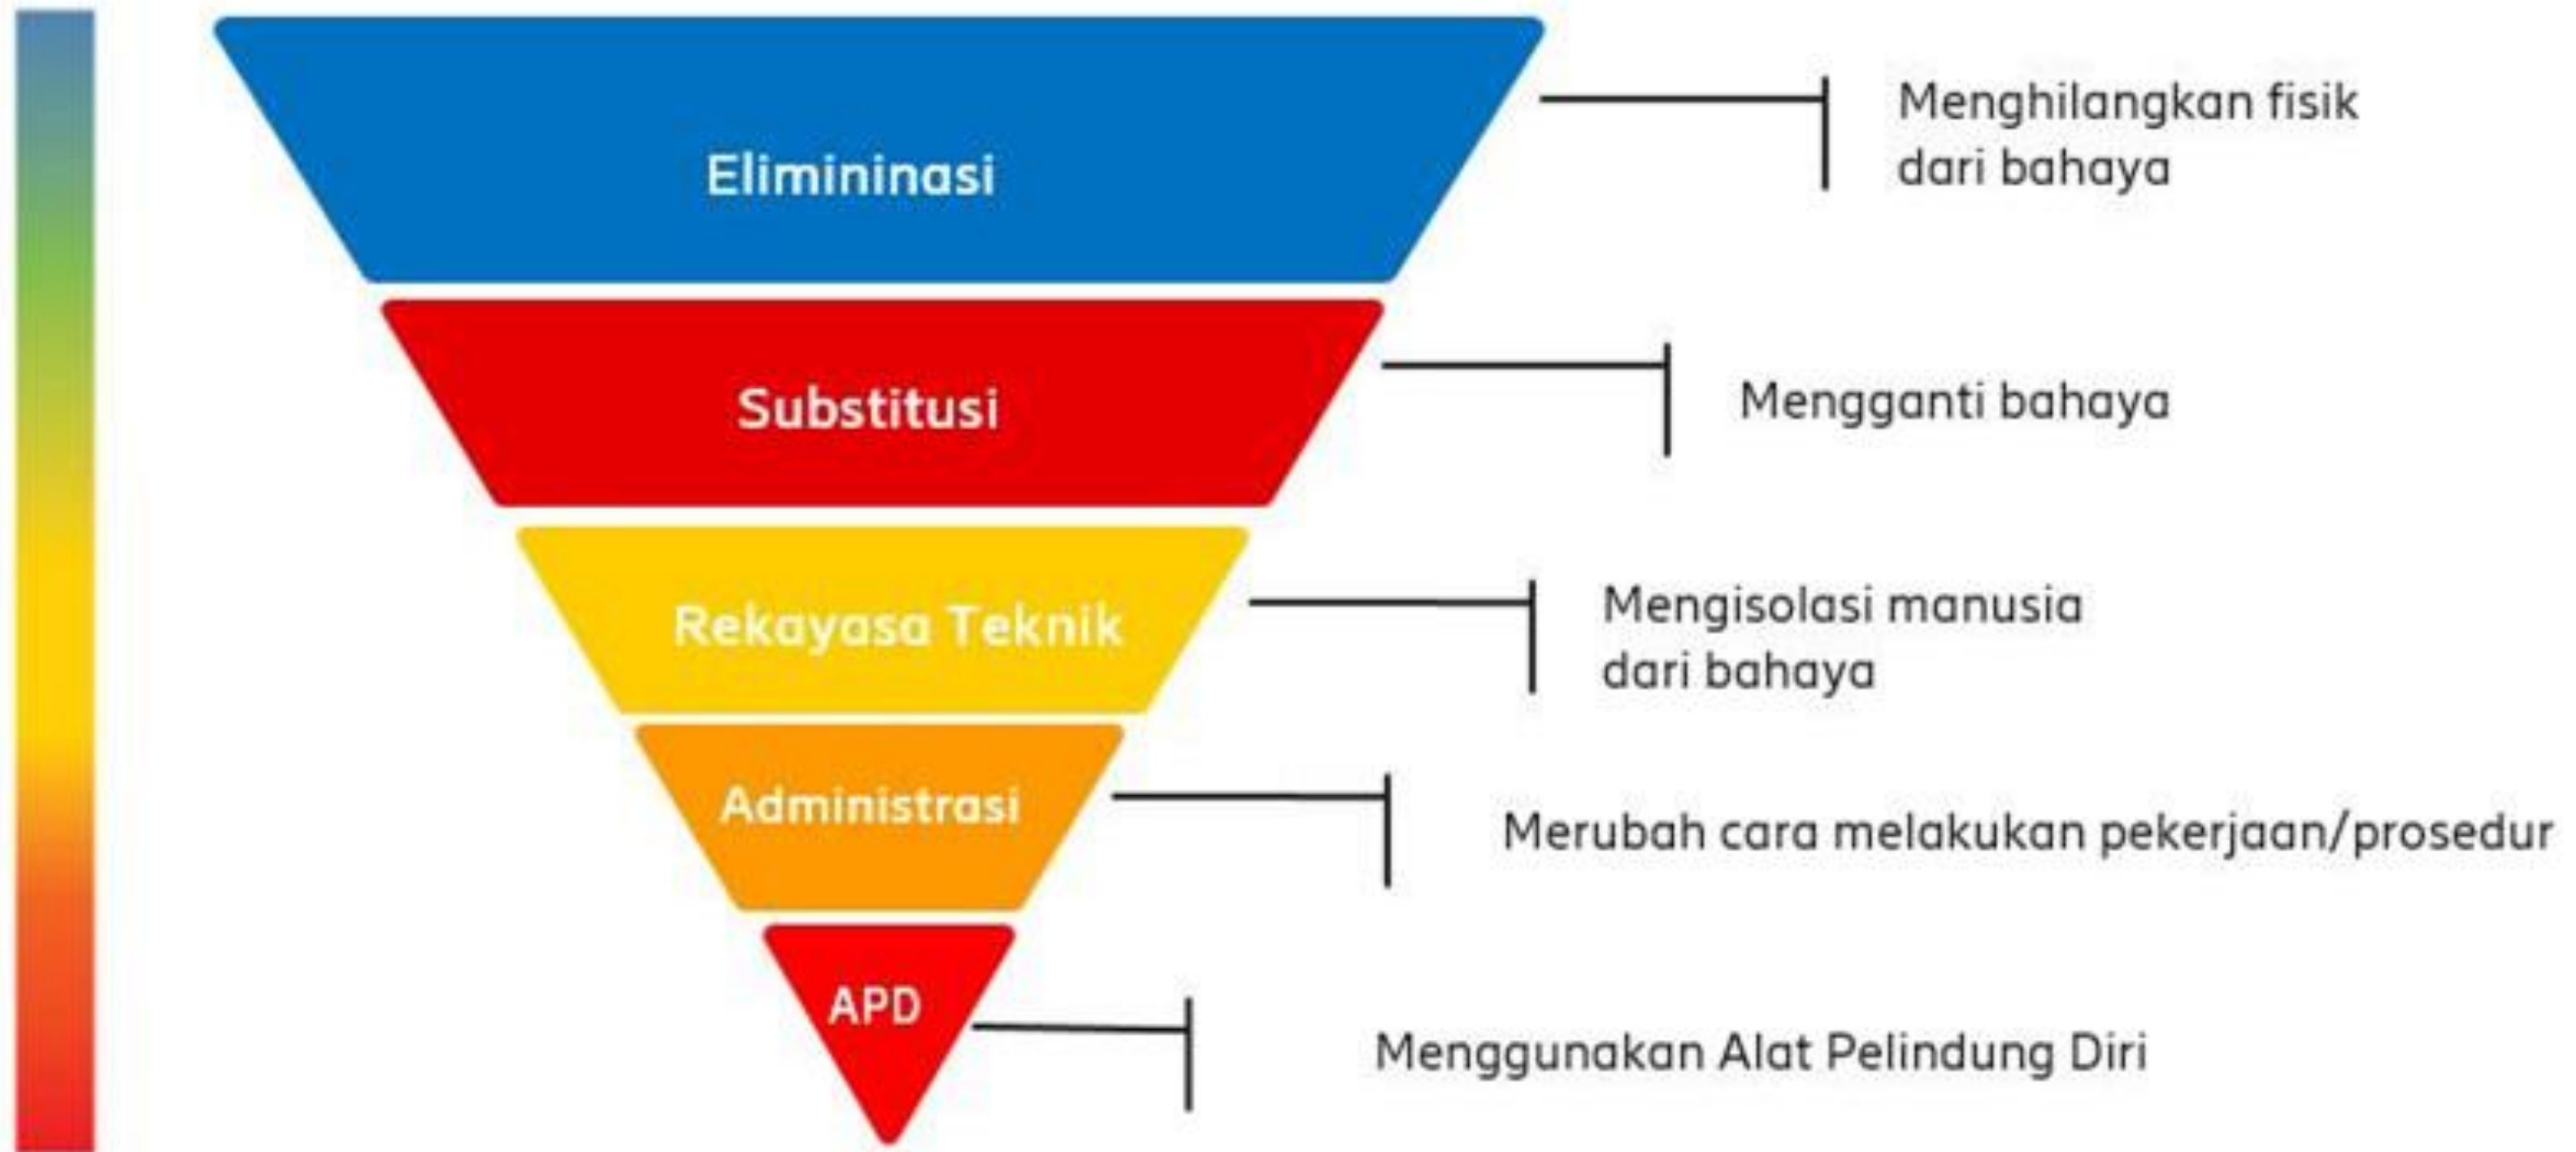 Elimininasi
Menghilangkan fisik
dari bahaya
Substitusi
Mengganti bahaya
Rekayasa Teknik
Mengisolasi manusia
dari bahaya
Administrasi
Merubah cara melakukan pekerjaan/prosedur
APD
Menggunakan Alat Pelindung Diri